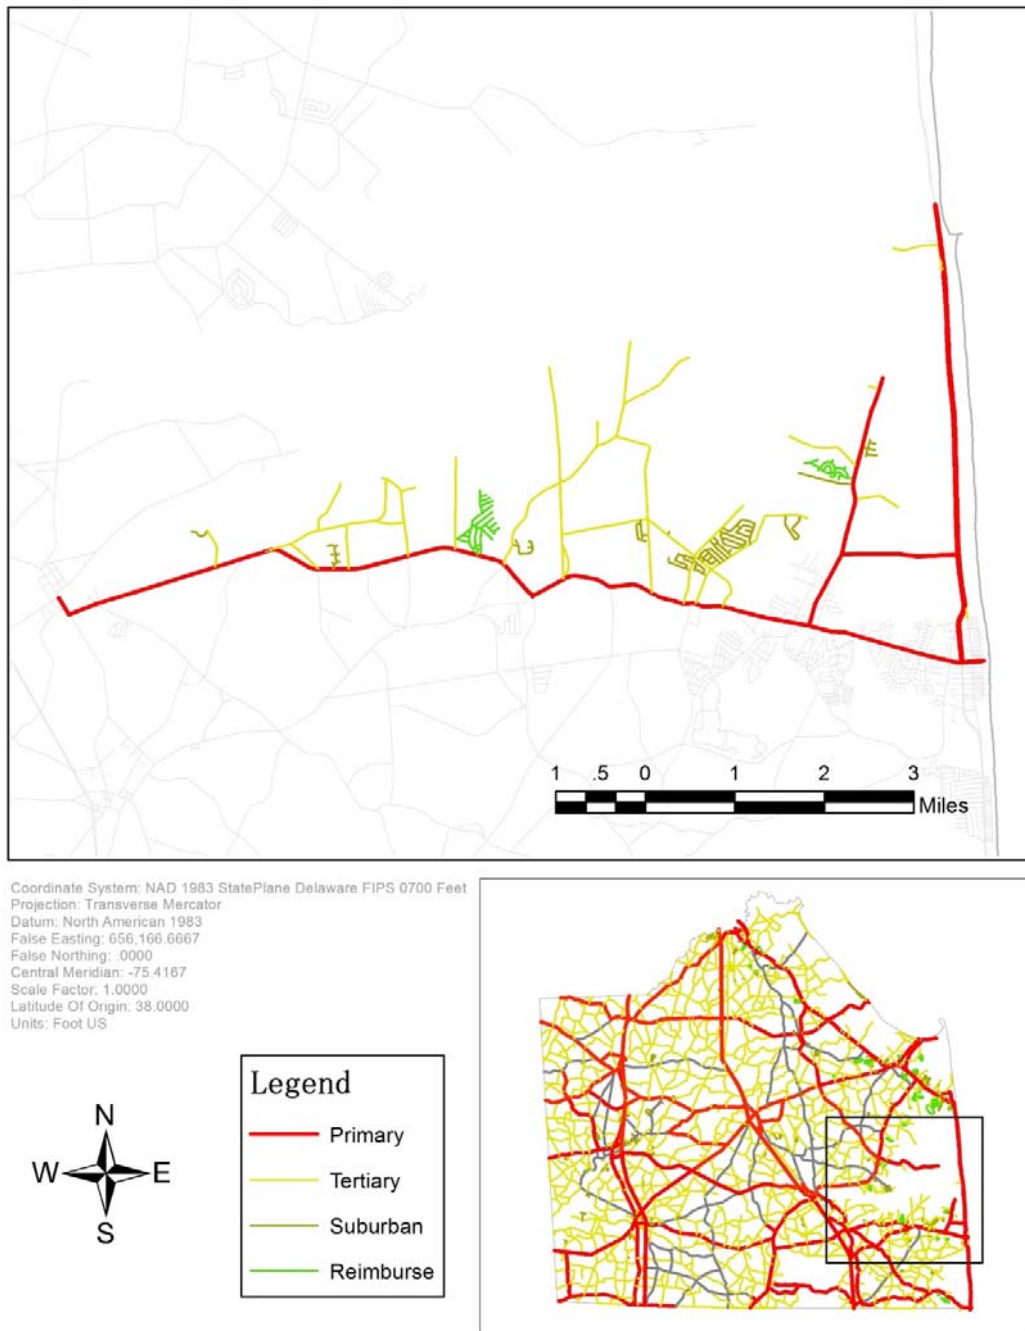 1 .5 0 1 2 3
Miles
Coordinate System: NAD 1983 StatePlane Delaware FIPS 0700 Feet
Projection: Transverse Mercator
Datum: North American 1983
False Easting: 656,166.6667
False Northing: .0000
Central Meridian: -75.4167
Scale Factor: 1.0000
Latitude Of Origin: 38.0000
Units: Foot US
N
W E
S
Legend
Primary
Tertiary
Suburban
Reimburse